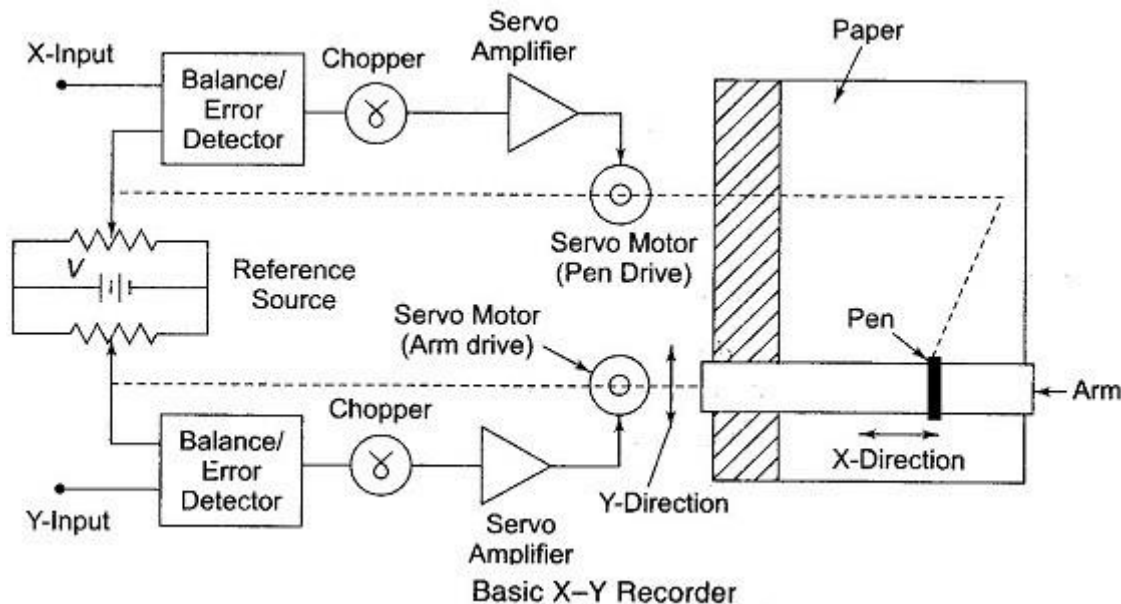 Servo
Amplifier
Chopper
X-Input
Balance/
Error
Detector
Paper
Servo Motor
(Pen Drive)
V
Reference
Source
Servo Motor
(Arm drive)
Pen
Arm
X-Direction
Chopper
Balance/
Error
Detector
Y-Direction
Y-Input
Servo
Amplifier
Basic X–Y Recorder